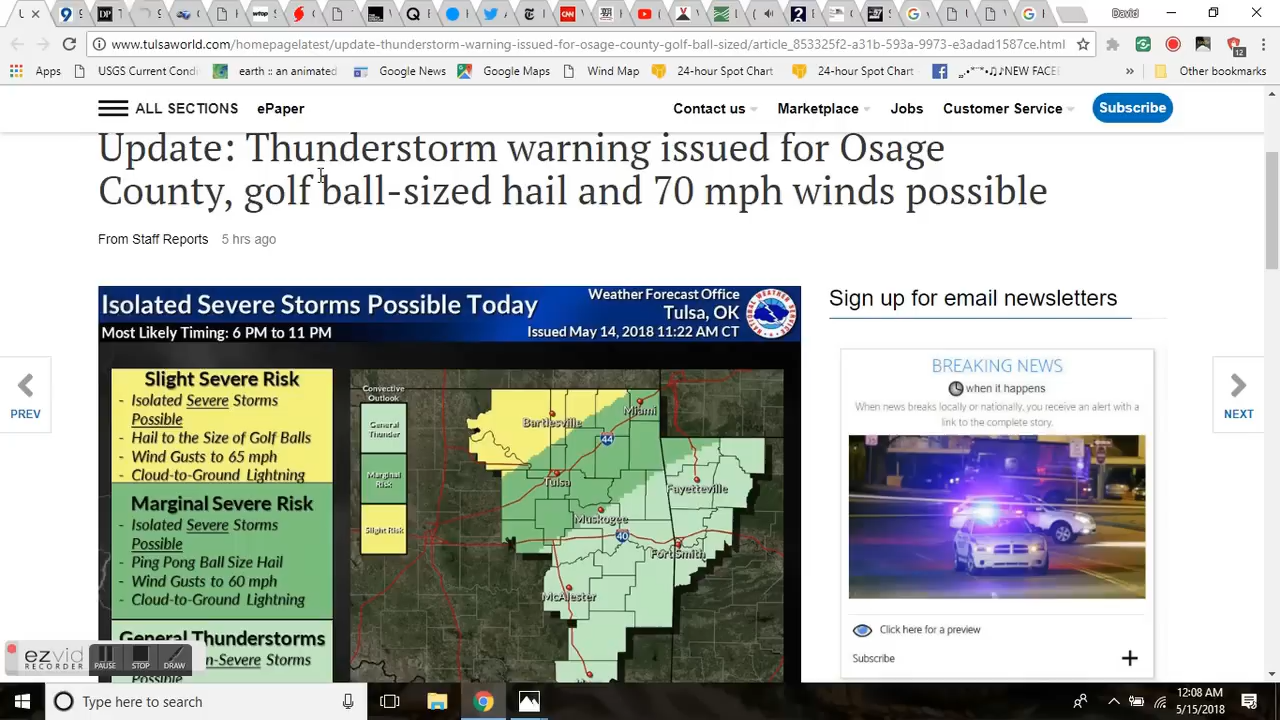 U
DP
wtop
Q
CNN
?
G
G
David
www.tulsaworld.com/homepagelatest/update-thunderstorm-warning-issued-for-osage-county-golf-ball-sized/article_853325f2-a31b-593a-9973-e3adad1587ce.html
12
Apps
USGS Current Condi
earth :: an animated
Google News
Google Maps
Wind Map
24-hour Spot Chart
24-hour Spot Chart
NEW FACE
»
Other bookmarks
ALL SECTIONS
ePaper
Contact us
Marketplace
Jobs
Customer Service
Subscribe
Update: Thunderstorm warning issued for Osage
County, golf ball-sized hail and 70 mph winds possible
From Staff Reports 5 hrs ago
Isolated Severe Storms Possible Today
Most Likely Timing: 6 PM to 11 PM
Weather Forecast Office
Tulsa, OK
Issued May 14, 2018 11:22 AM CT
Slight Severe Risk
- Isolated Severe Storms
Possible
- Hail to the Size of Golf Balls
- Wind Gusts to 65 mph
- Cloud-to-Ground Lightning
Marginal Severe Risk
- Isolated Severe Storms
Possible
- Ping Pong Ball Size Hail
- Wind Gusts to 60 mph
- Cloud-to-Ground Lightning
General Thunderstorms
n-Severe Storms
Possible
Convective
Outlook
General
Thunder
Marginal
Risk
Slight Risk
Bartlesville
Miami
44
Tulsa
Fayetteville
Muskogee
40
Fort Smith
McAlester
PREV
NEXT
Sign up for email newsletters
BREAKING NEWS
when it happens
When news breaks locally or nationally, you receive an alert with a
link to the complete story.
Click here for a preview
Subscribe
+
ezvid
RECORDER
PAUSE
STOP
DRAW
Type here to search
12:08 AM
5/15/2018